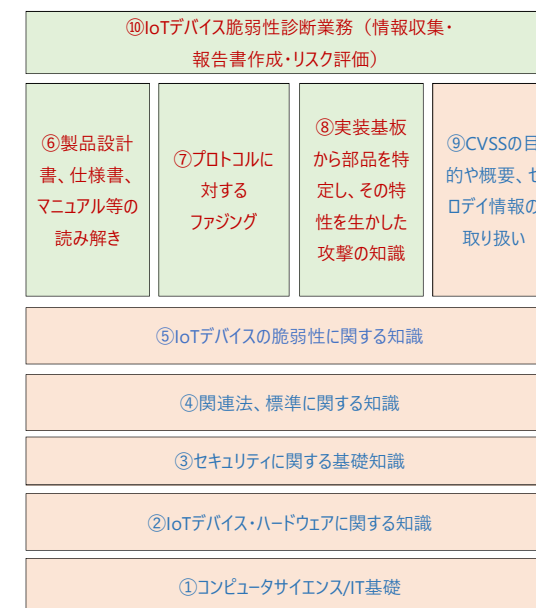 ⑩IoTデバイス脆弱性診断業務（情報収集・
報告書作成・リスク評価）
⑥製品設計
書、仕様書、
マニュアル等の
読み解き
⑦プロトコルに
対する
ファジング
⑧実装基板
から部品を特
定し、その特
性を生かした
攻撃の知識
⑨CVSSの目
的や概要、ゼ
ロデイ情報の
取り扱い
⑤IoTデバイスの脆弱性に関する知識
④関連法、標準に関する知識
③セキュリティに関する基礎知識
②IoTデバイス・ハードウェアに関する知識
①コンピュータサイエンス/IT基礎